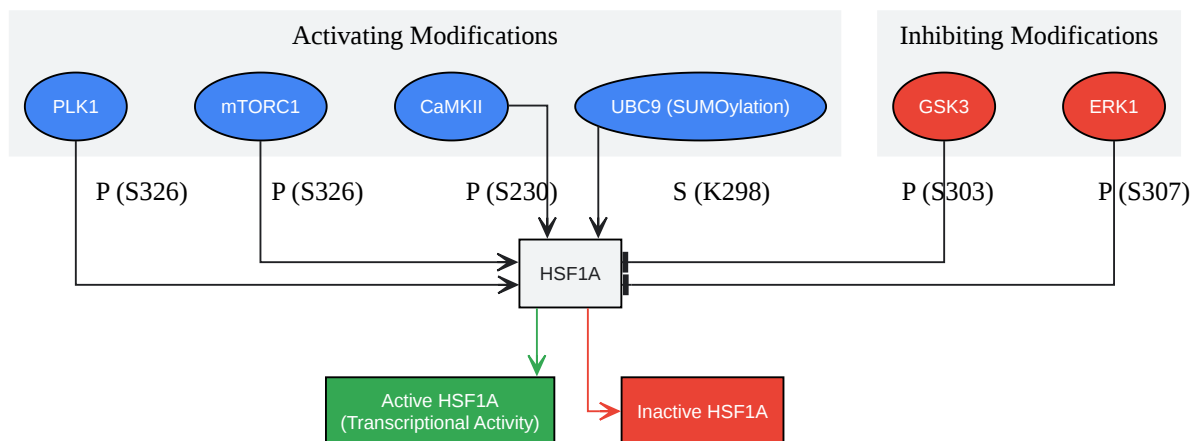 Activating Modifications
Inhibiting Modifications
PLK1
mTORC1
CaMKII
UBC9 (SUMOylation)
GSK3
ERK1
P (S326)
P (S326)
P (S230)
S (K298)
P (S303)
P (S307)
HSF1A
Active HSF1A
(Transcriptional Activity)
Inactive HSF1A